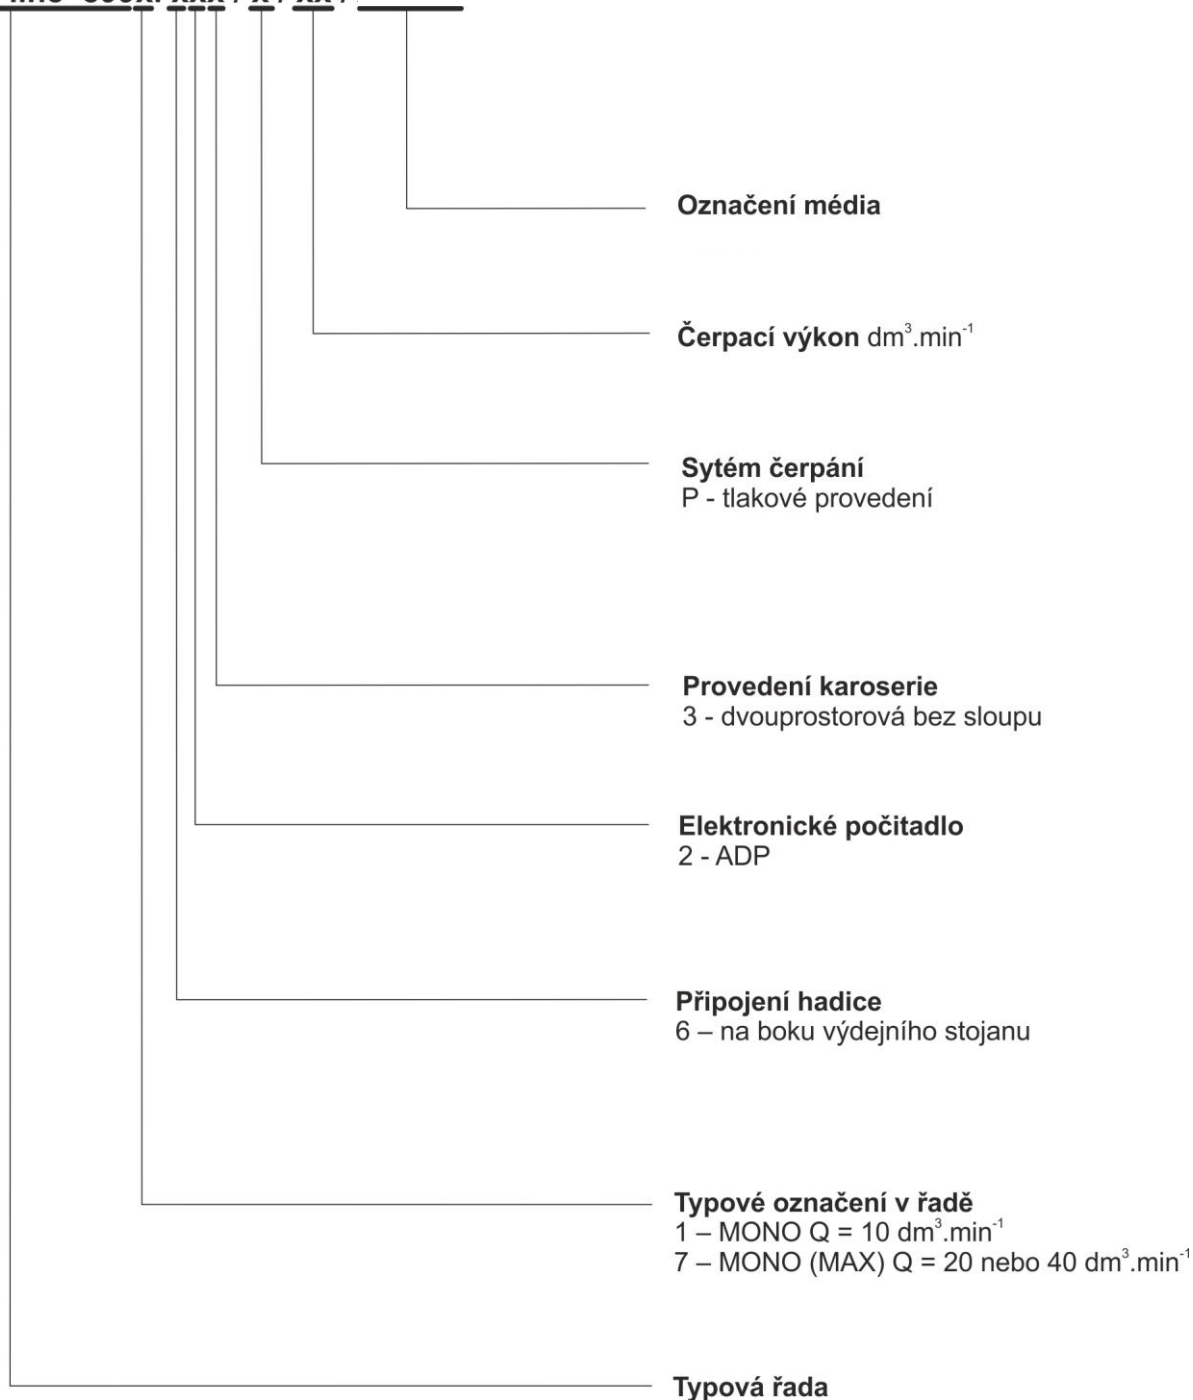 Označení média
Čerpací výkon dm³.min⁻¹
Sytém čerpání
P - tlakové provedení
Provedení karoserie
3 - dvouprostorová bez sloupu
Elektronické počitadlo
2 - ADP
Připojení hadice
6 – na boku výdejního stojanu
Typové označení v řadě
1 – MONO Q = 10 dm³.min⁻¹
7 – MONO (MAX) Q = 20 nebo 40 dm³.min⁻¹
Typová řada